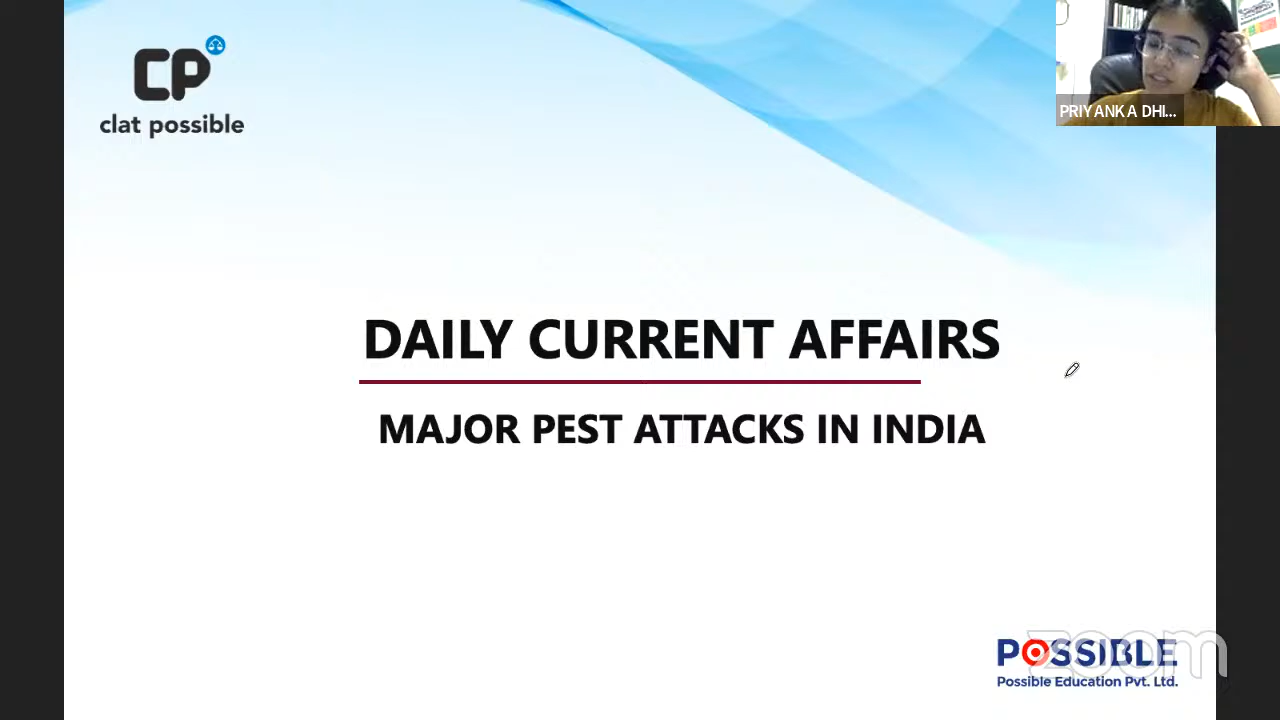 CP
clat possible
PRIYANKA DHI...
DAILY CURRENT AFFAIRS
MAJOR PEST ATTACKS IN INDIA
POSSIBLE
zoom
Possible Education Pvt. Ltd.